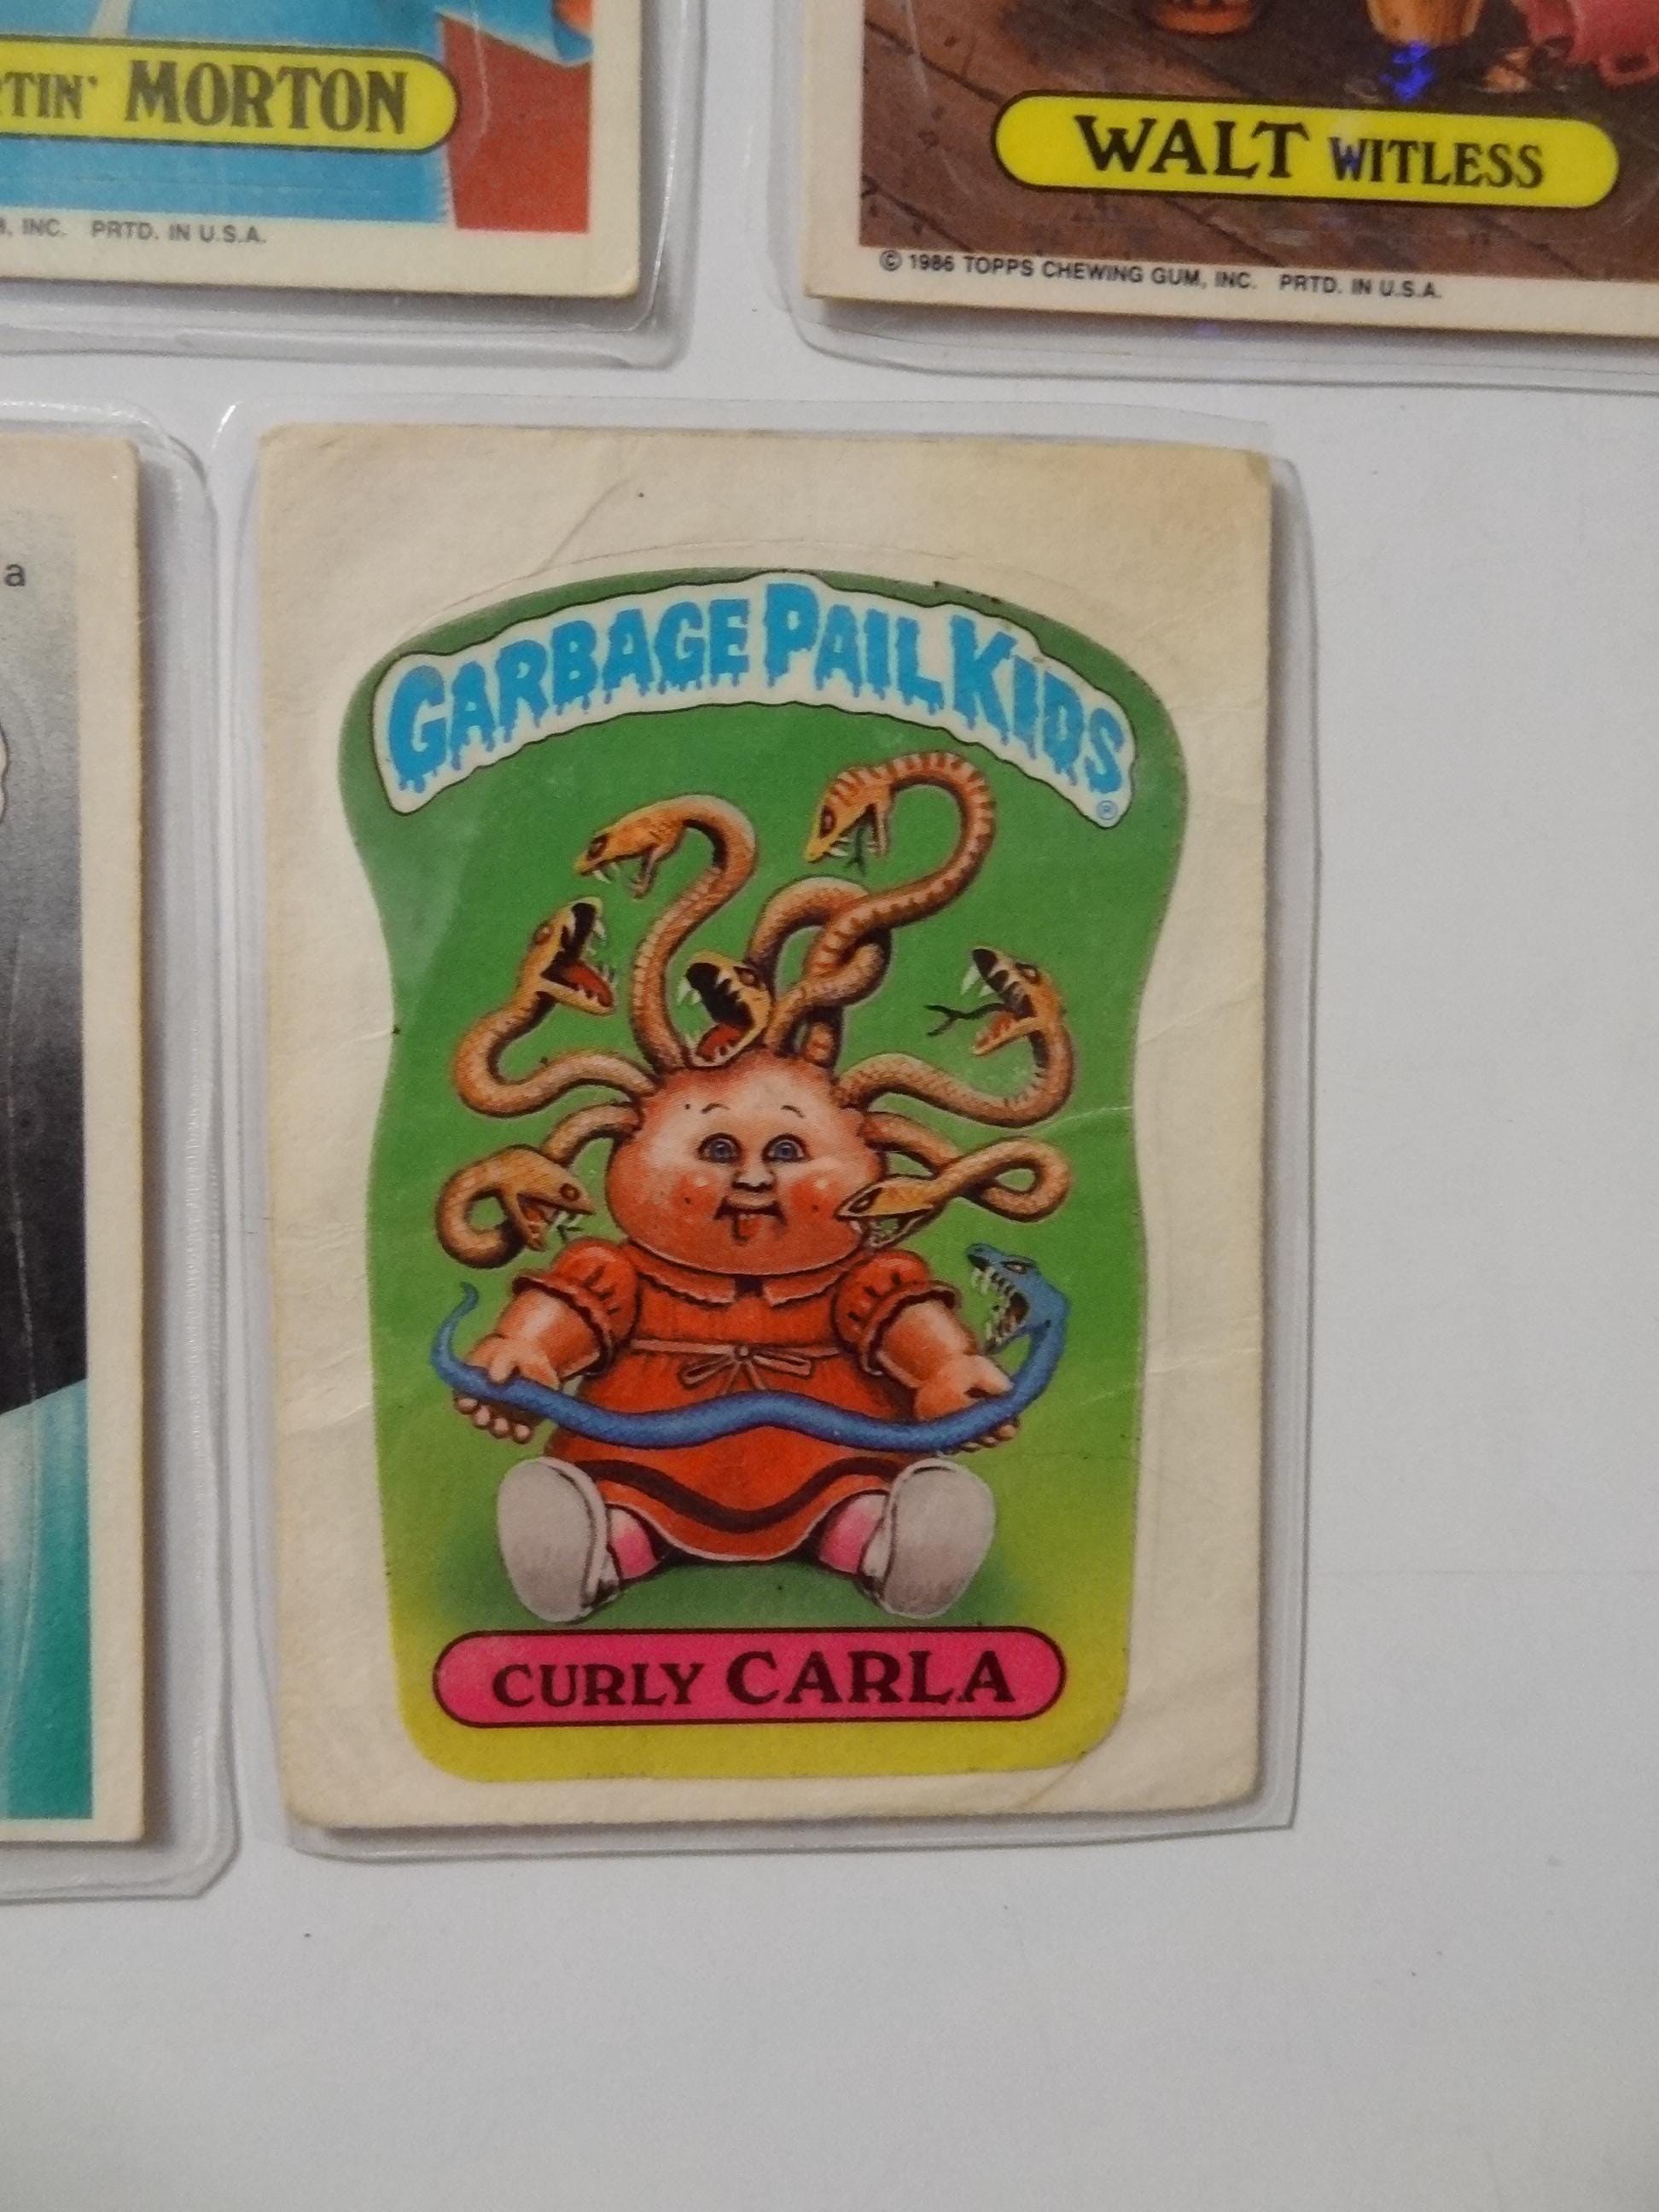 TIN' MORTON
, INC. PRTD. IN U.S.A.
WALT WITLESS
© 1986 TOPPS CHEWING GUM, INC. PRTD. IN U.S.A.
a
GARBAGE PAIL KIDS®
CURLY CARLA